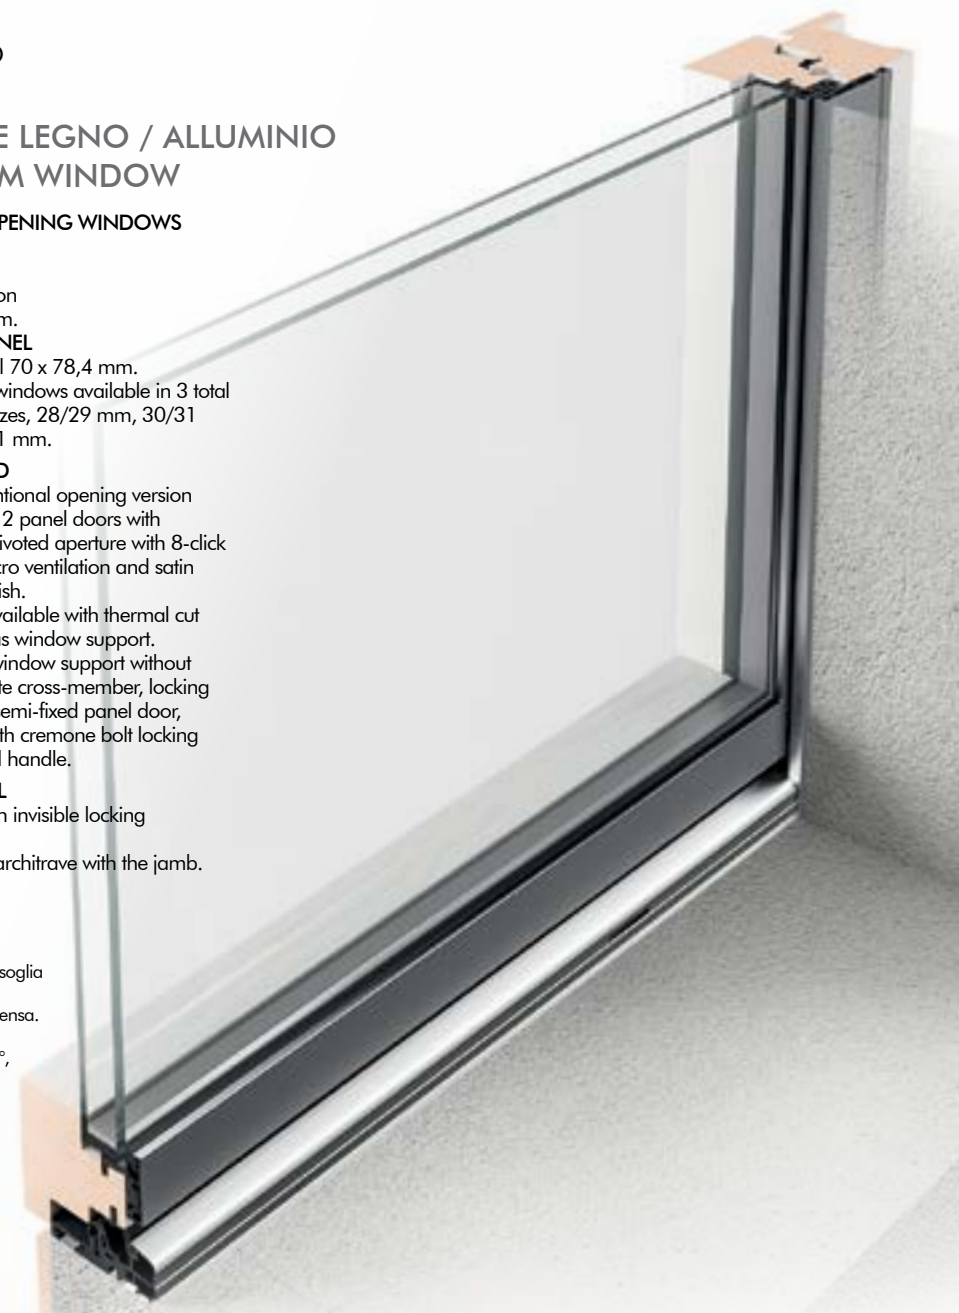 E LEGNO / ALLUMINIO
M WINDOW
PENING WINDOWS
on
m.
NEL
l 70 x 78,4 mm.
windows available in 3 total
zes, 28/29 mm, 30/31
1 mm.
D
ntional opening version
2 panel doors with
ivoted aperture with 8-click
cro ventilation and satin
ish.
vailable with thermal cut
as window support.
window support without
te cross-member, locking
semi-fixed panel door,
th cremone bolt locking
l handle.
L
n invisible locking
architrave with the jamb.
soglia
ensa.
°,